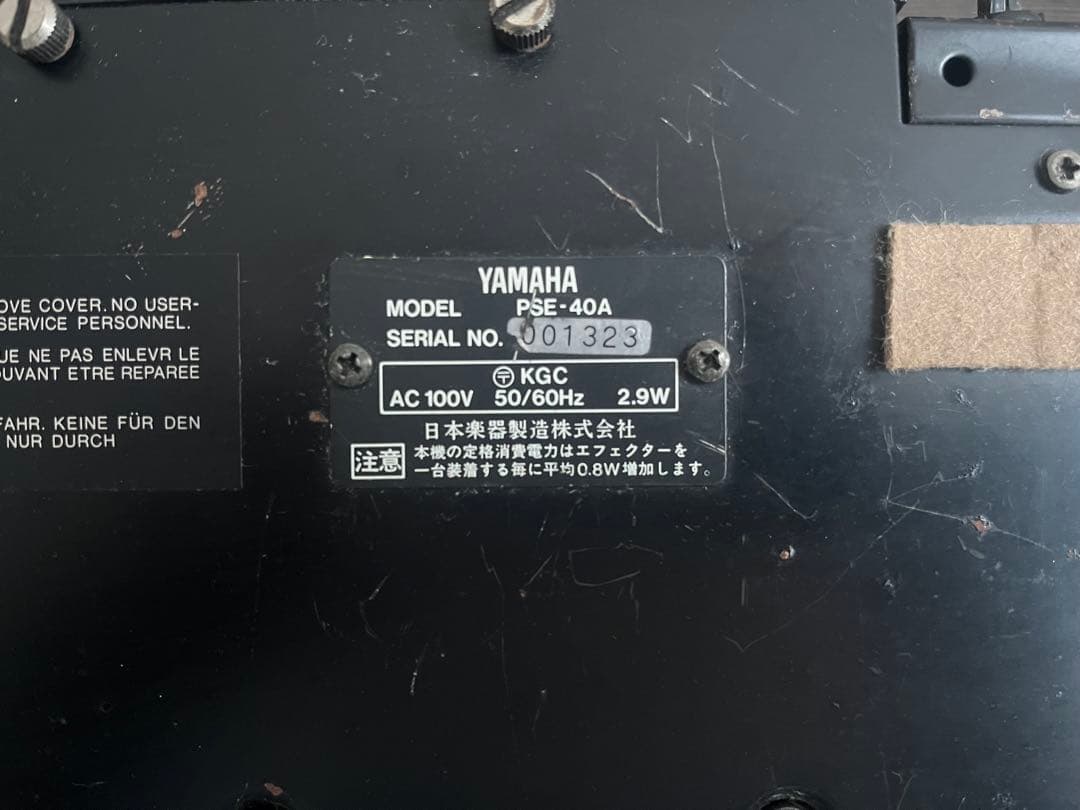 OVE COVER. NO USER-
SERVICE PERSONNEL.
UE NE PAS ENLEVR LE
OUVANT ETRE REPAREE
FAHR. KEINE FÜR DEN
NUR DURCH
YAMAHA
MODEL PSE-40A
SERIAL NO. 001323
〶 KGC
AC 100V 50/60Hz 2.9W
日本楽器製造株式会社
注意 本機の定格消費電力はエフェクターを
一台装着する毎に平均0.8W増加します。